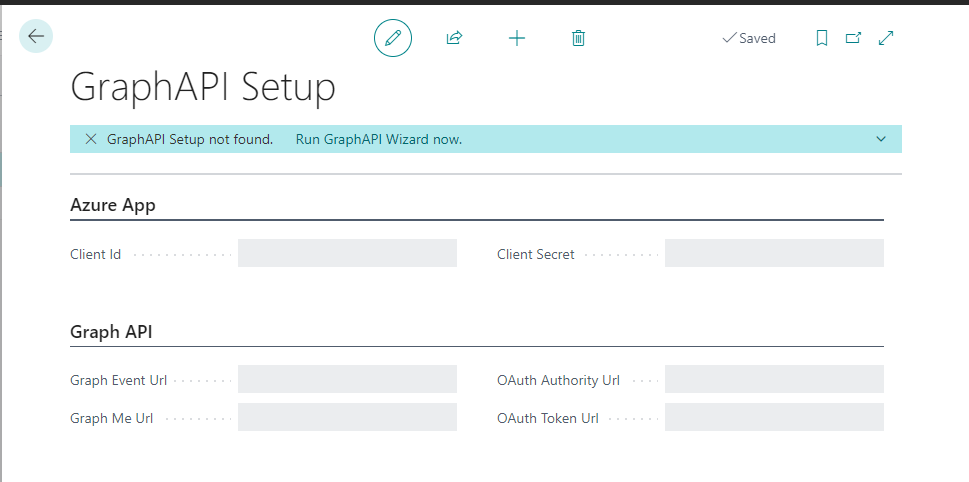 Saved
GraphAPI Setup
GraphAPI Setup not found. Run GraphAPI Wizard now.
Azure App
Client Id Client Secret
Graph API
Graph Event Url OAuth Authority Url
Graph Me Url OAuth Token Url